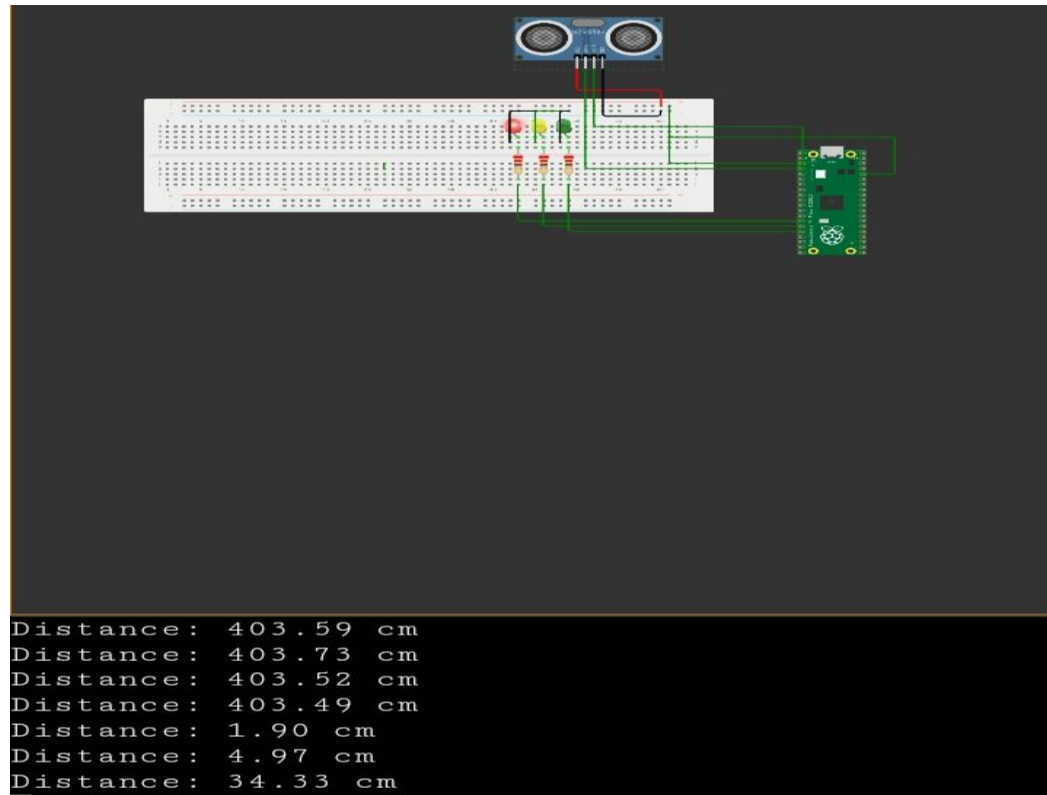 Distance: 403.59 cm
Distance: 403.73 cm
Distance: 403.52 cm
Distance: 403.49 cm
Distance: 1.90 cm
Distance: 4.97 cm
Distance: 34.33 cm